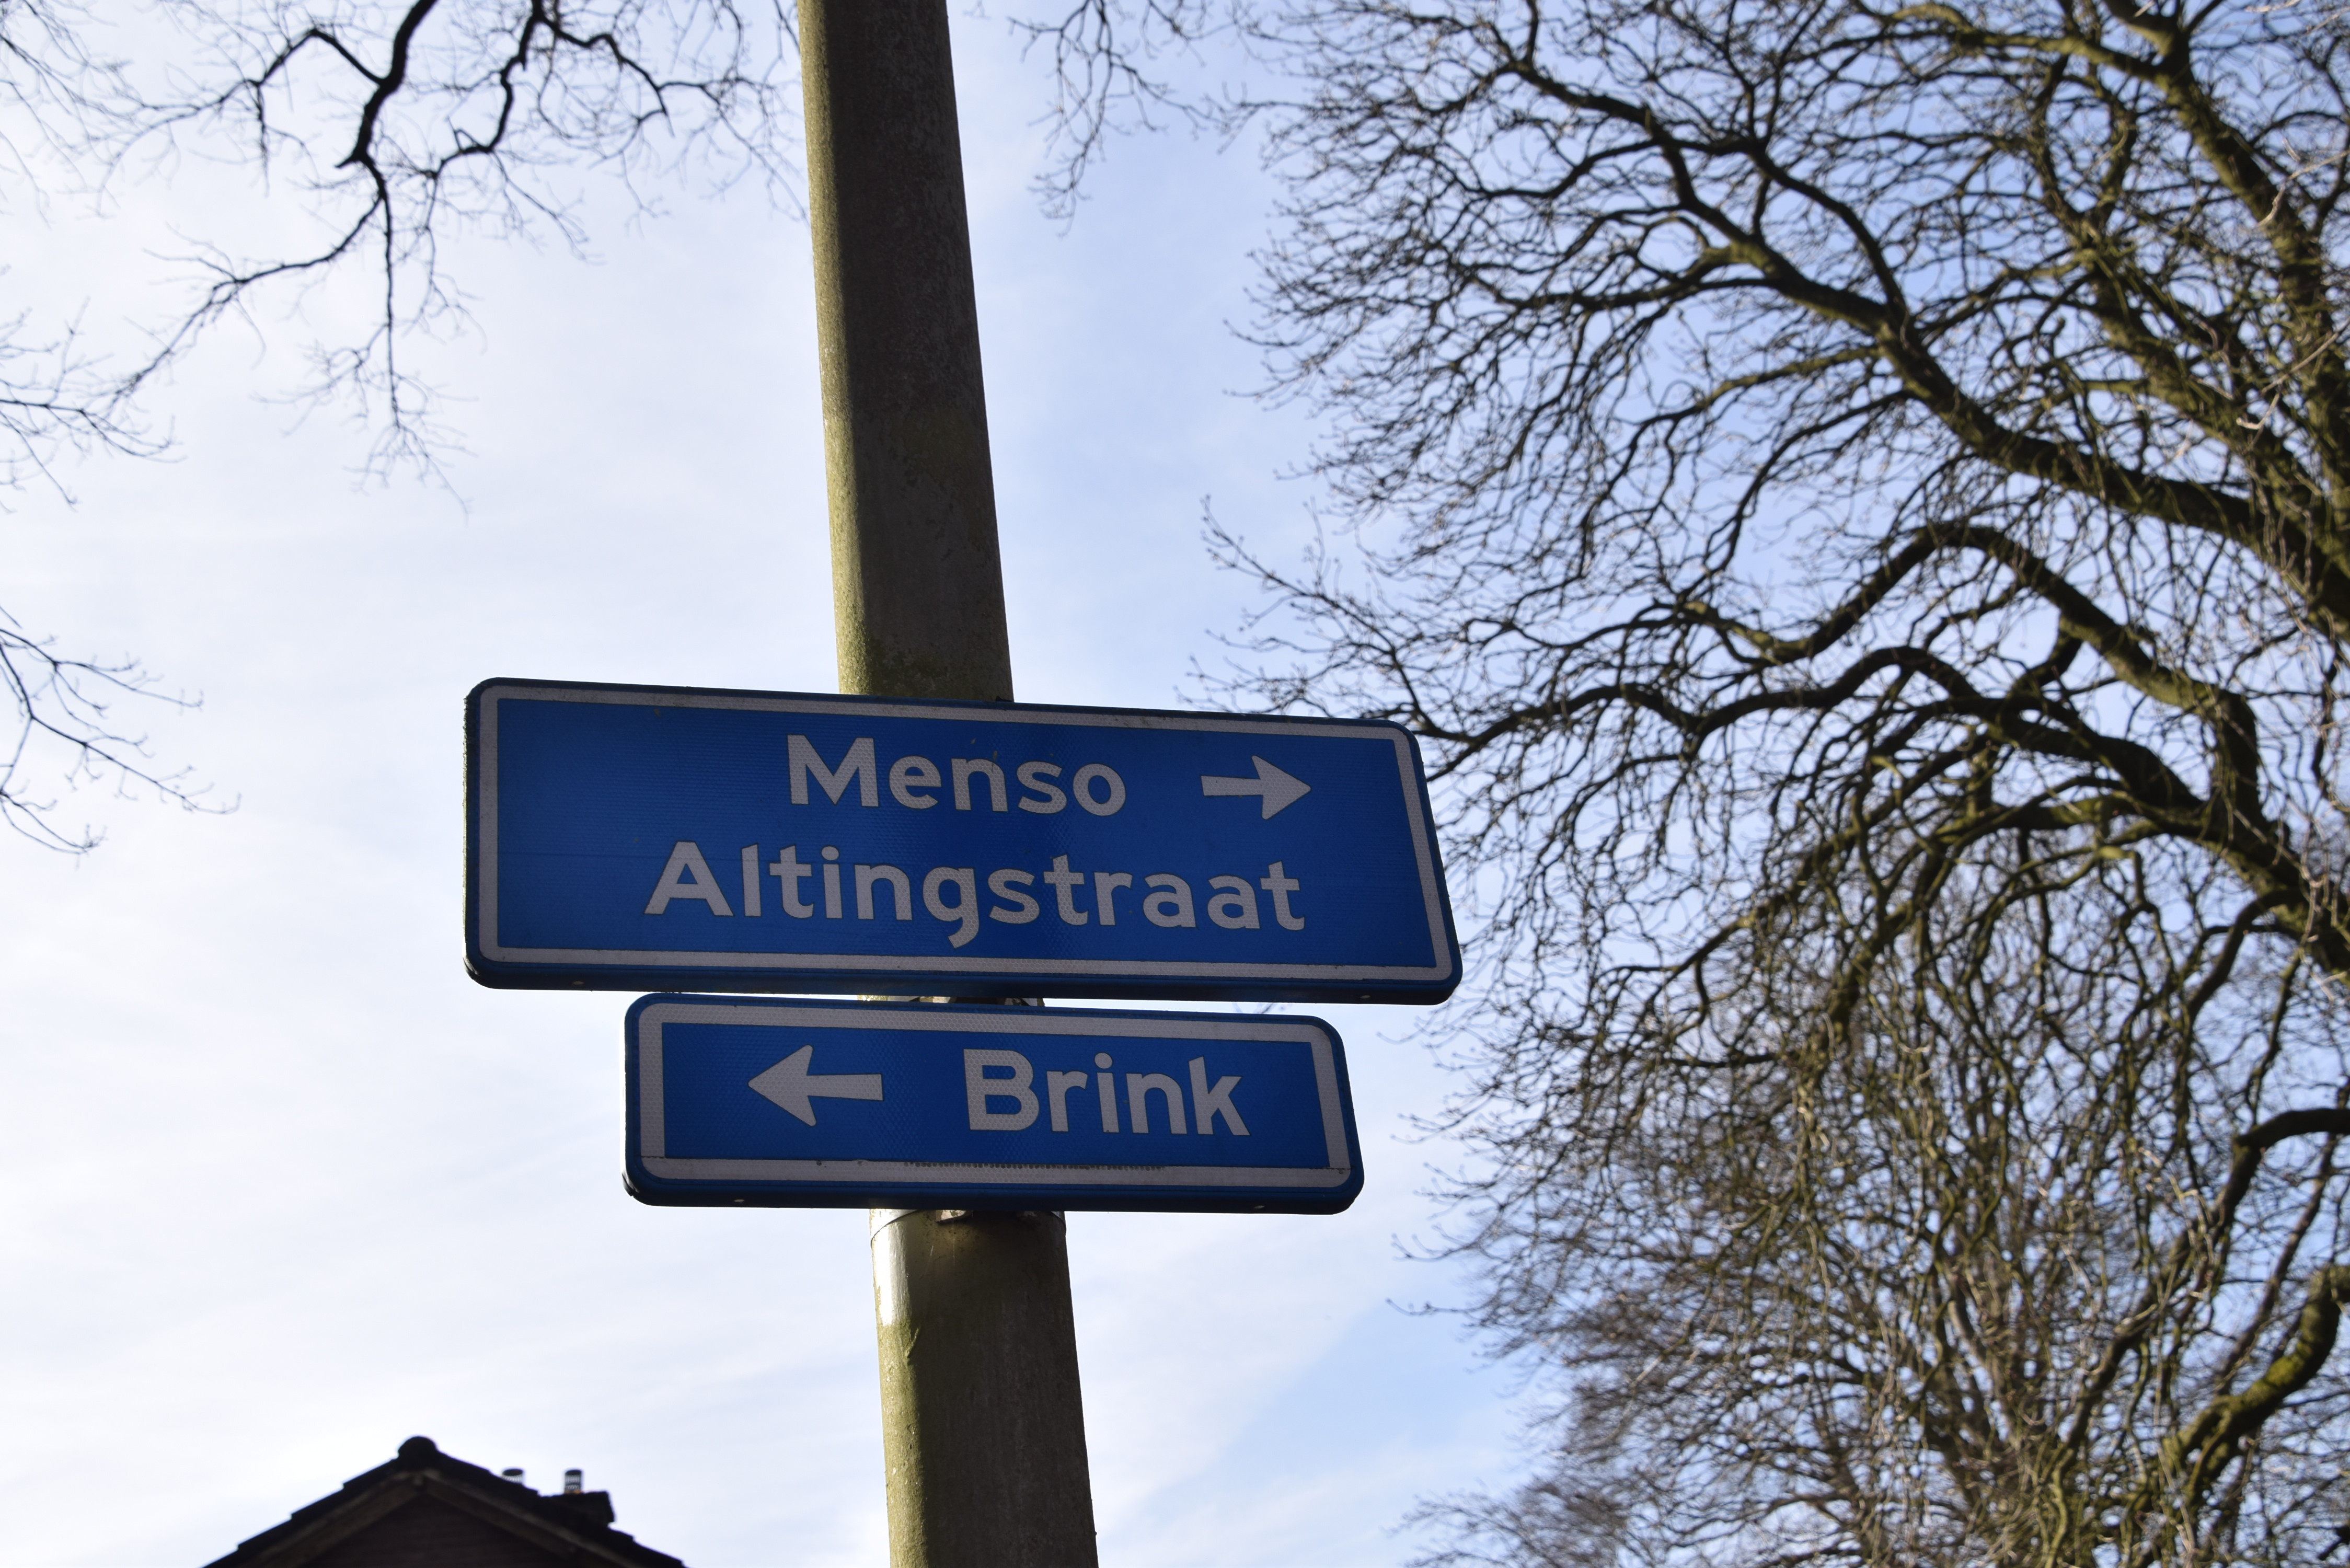 Menso →
Altingstraat
← Brink